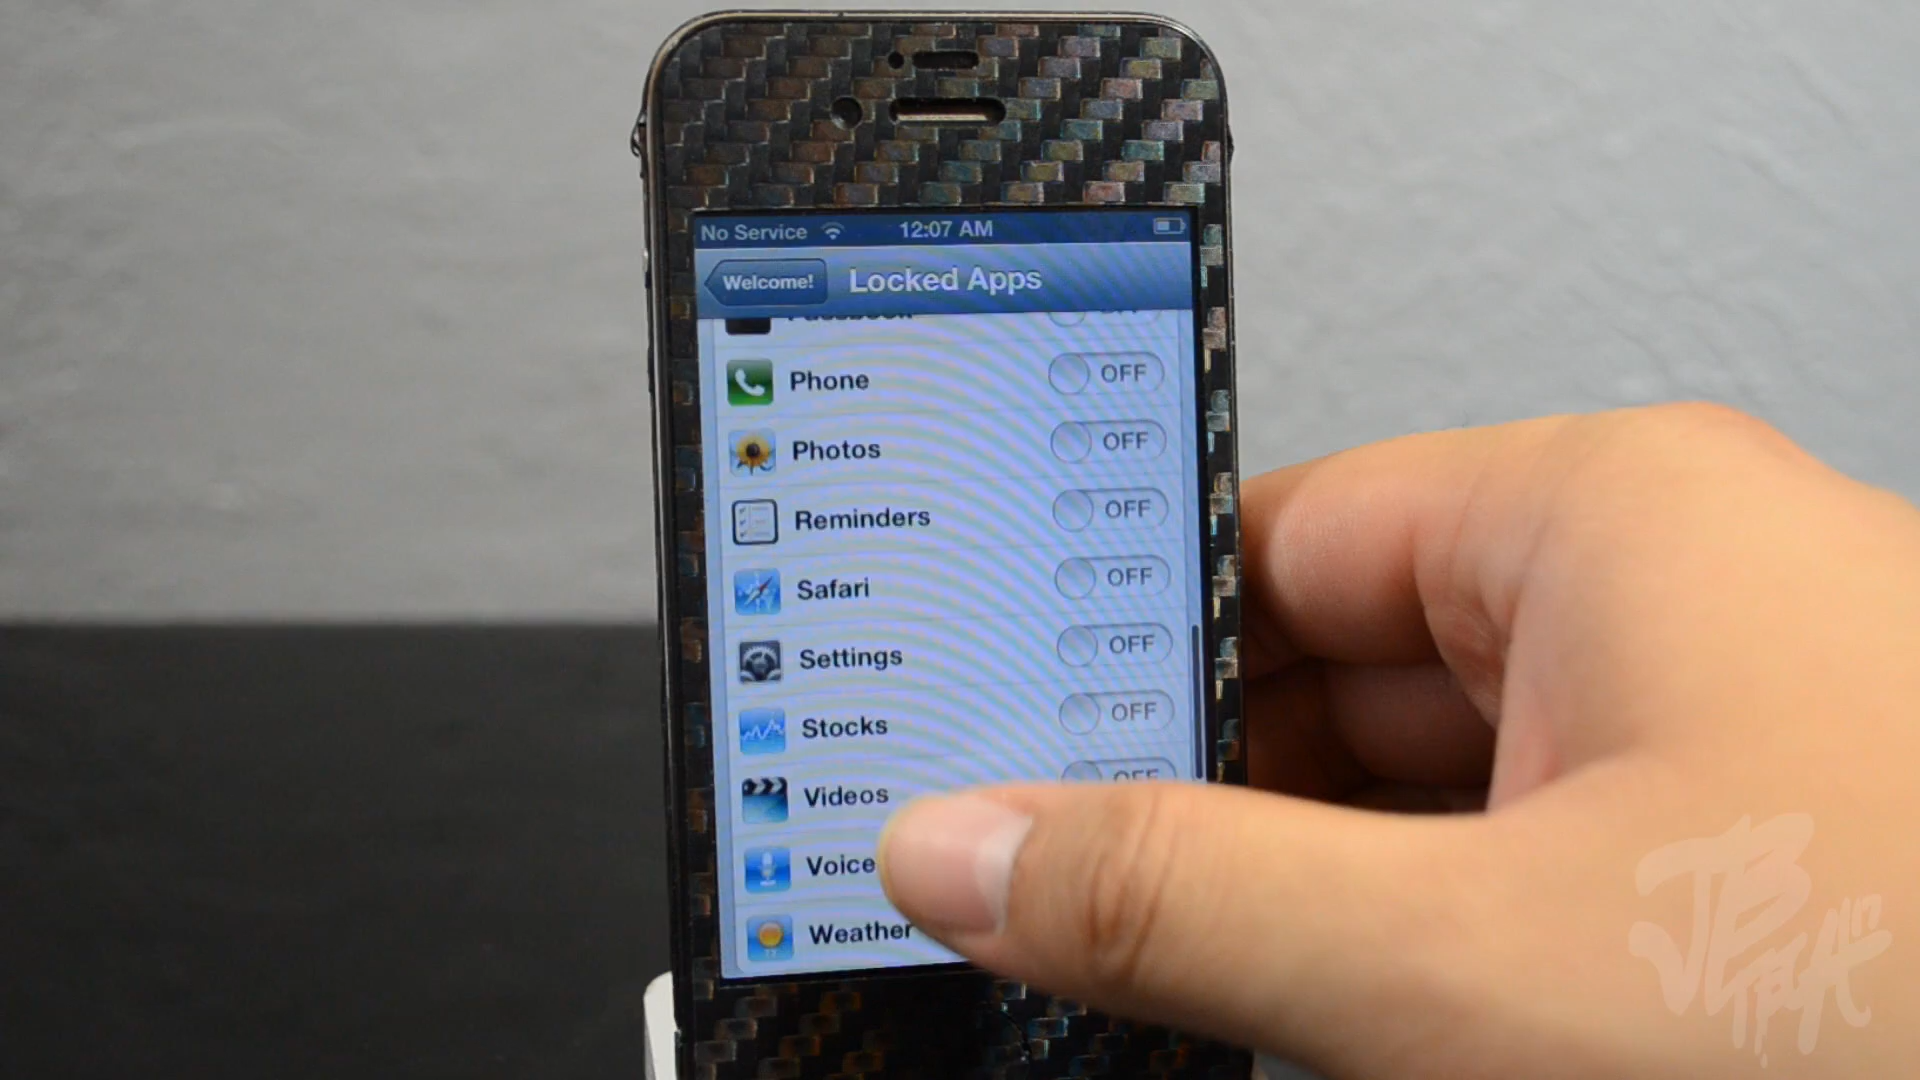 No Service 12:07 AM
Welcome! Locked Apps
Phone OFF
Photos OFF
Reminders OFF
Safari OFF
Settings OFF
Stocks OFF
Videos OFF
Voice
Weather